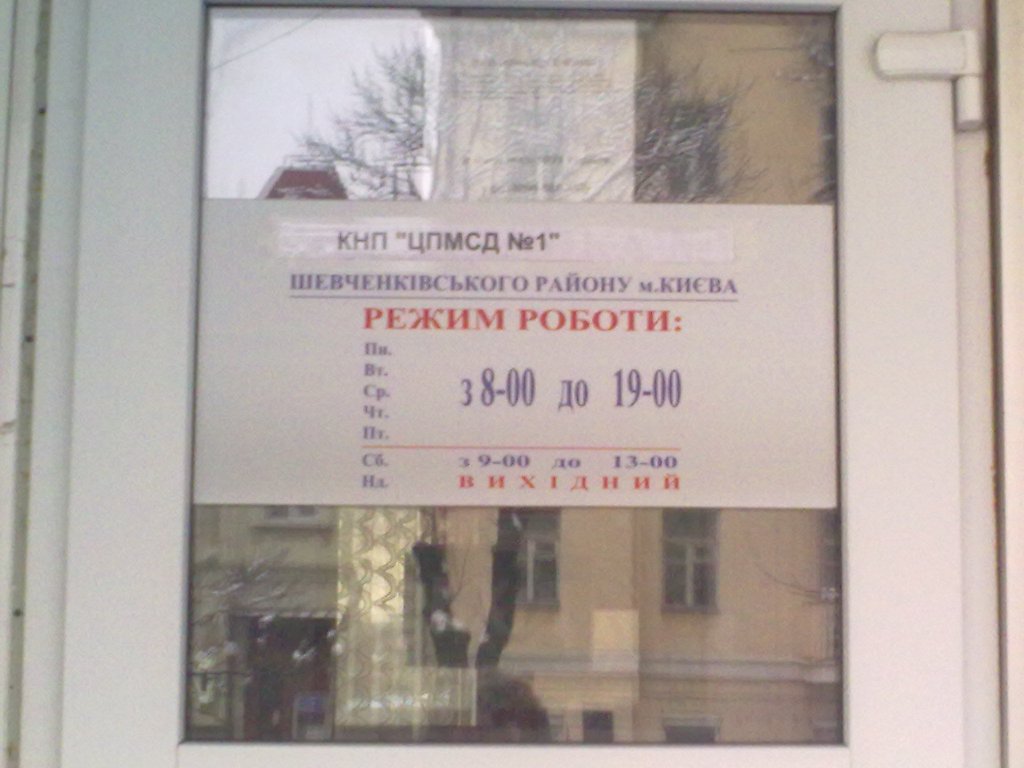 КНП "ЦПМСД №1"
ШЕВЧЕНКІВСЬКОГО РАЙОНУ м.КИЄВА
РЕЖИМ РОБОТИ:
Пн.
Вт.
Ср. з 8-00 до 19-00
Чт.
Пт.
Сб. з 9-00 до 13-00
Нд. ВИХІДНИЙ